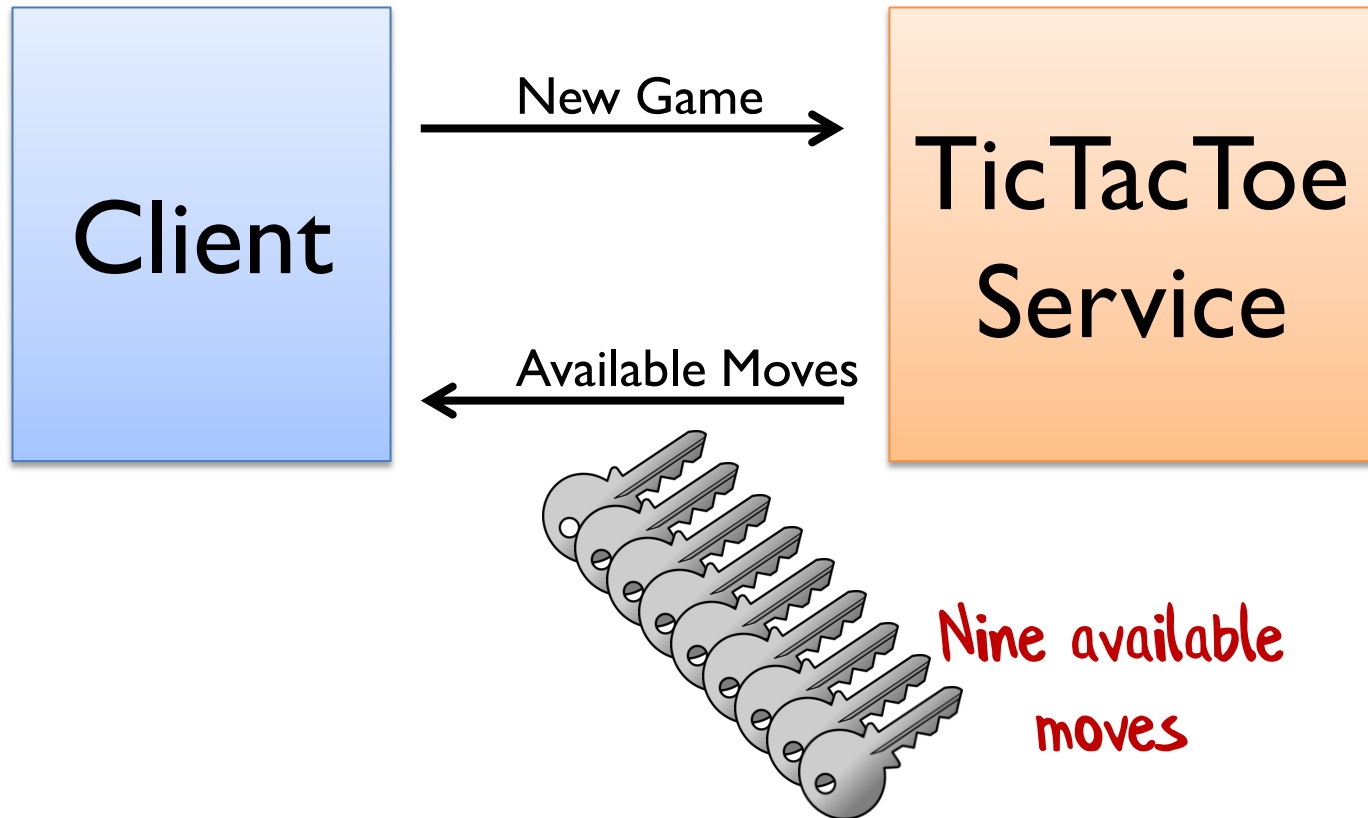 Client
New Game
TicTacToe
Service
Available Moves
Nine available
moves